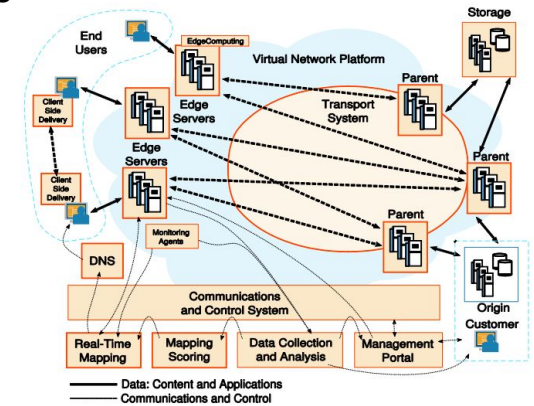 Storage
End
Users
EdgeComputing
Virtual Network Platform
Parent
Client
Side
Delivery
Edge
Servers
Transport
System
Edge
Servers
Parent
Client
Side
Delivery
Parent
Monitoring
Agents
DNS
Communications
and Control System
Origin
Customer
Real-Time
Mapping
Mapping
Scoring
Data Collection
and Analysis
Management
Portal
Data: Content and Applications
Communications and Control